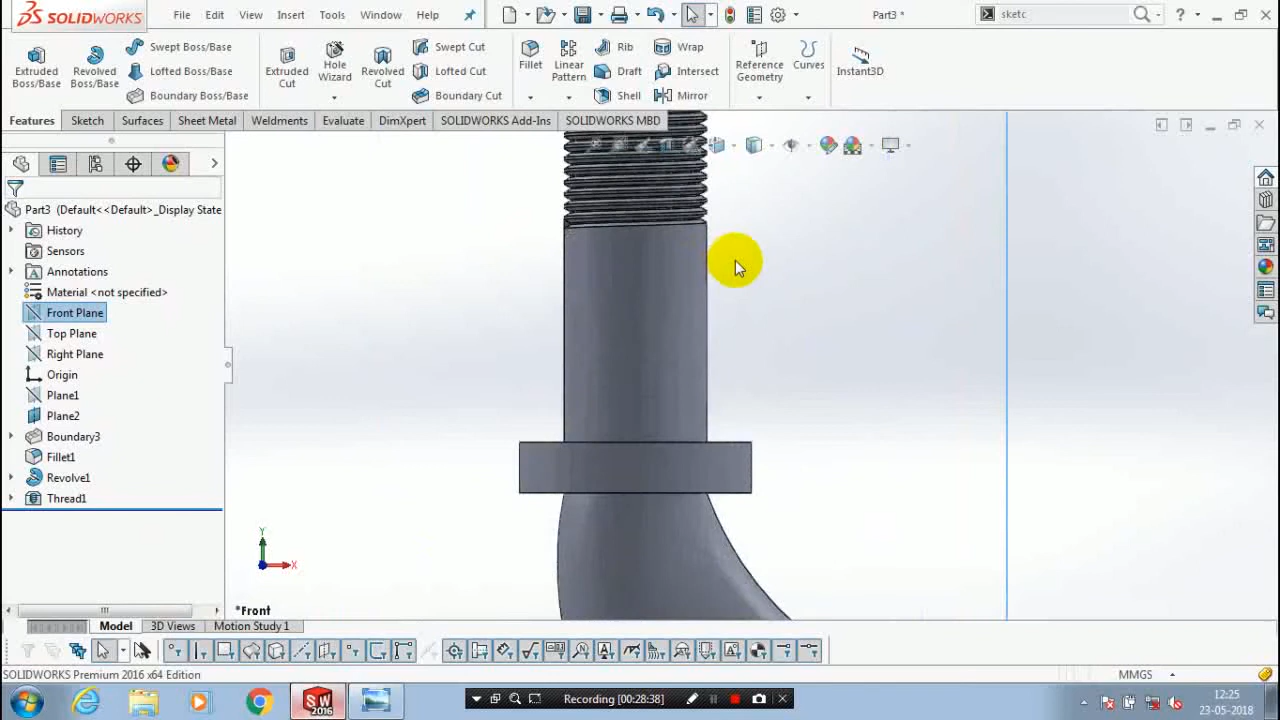 SOLIDWORKS File Edit View Insert Tools Window Help Part3 * sketc
Extruded Boss/Base
Revolved Boss/Base
Swept Boss/Base
Lofted Boss/Base
Boundary Boss/Base
Extruded Cut
Hole Wizard
Revolved Cut
Swept Cut
Lofted Cut
Boundary Cut
Fillet
Linear Pattern
Rib
Draft
Shell
Wrap
Intersect
Mirror
Reference Geometry
Curves
Instant3D
Features Sketch Surfaces Sheet Metal Weldments Evaluate DimXpert SOLIDWORKS Add-Ins SOLIDWORKS MBD
Part3 (Default<<Default>_Display State
History
Sensors
Annotations
Material <not specified>
Front Plane
Top Plane
Right Plane
Origin
Plane1
Plane2
Boundary3
Fillet1
Revolve1
Thread1
Y
X
*Front
Model 3D Views Motion Study 1
SOLIDWORKS Premium 2016 x64 Edition MMGS
SW 2016
Recording [00:28:38]
12:25
23-05-2018